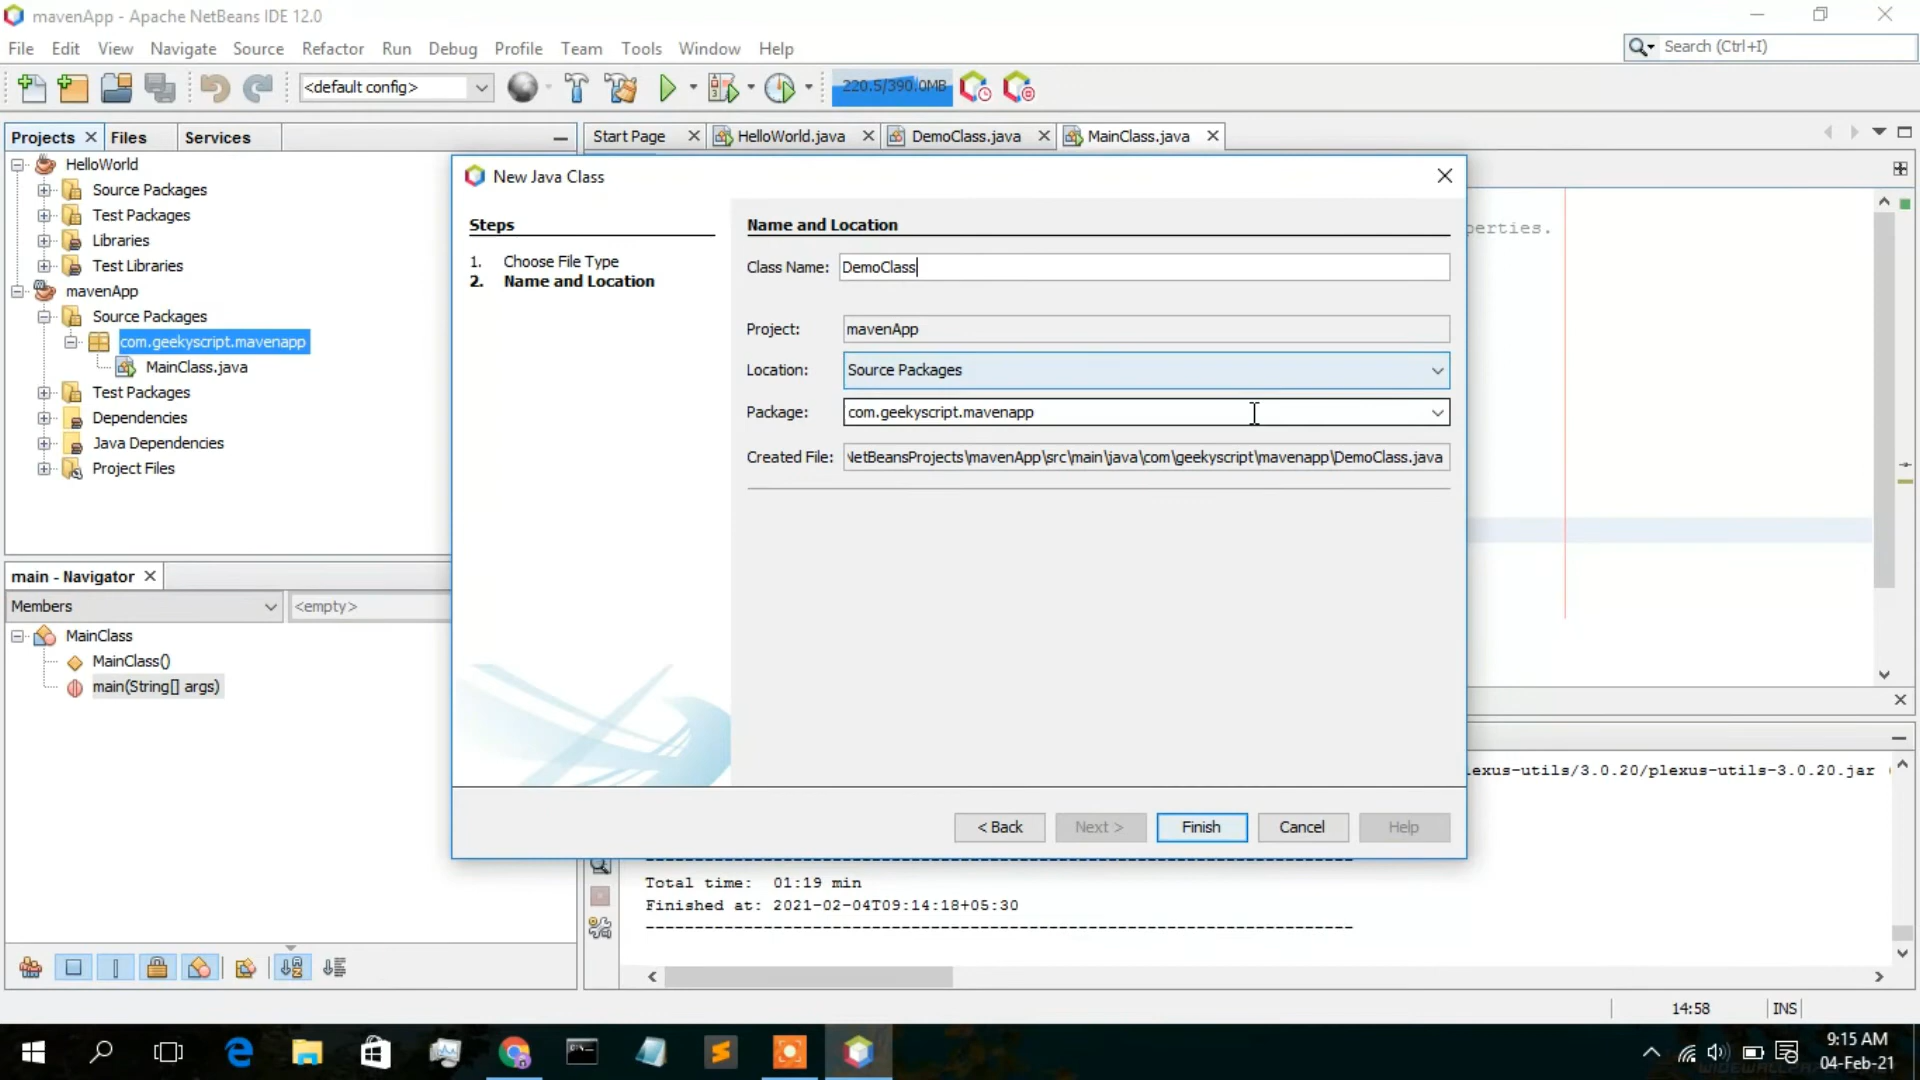 mavenApp - Apache NetBeans IDE 12.0
File Edit View Navigate Source Refactor Run Debug Profile Team Tools Window Help
Search (Ctrl+I)
<default config>
220.5/390.0MB
Projects Files Services
Start Page HelloWorld.java DemoClass.java MainClass.java
HelloWorld
Source Packages
Test Packages
Libraries
Test Libraries
mavenApp
Source Packages
com.geekyscript.mavenapp
MainClass.java
Test Packages
Dependencies
Java Dependencies
Project Files
New Java Class
Steps
1. Choose File Type
2. Name and Location
Name and Location
Class Name: DemoClass
Project: mavenApp
Location: Source Packages
Package: com.geekyscript.mavenapp
Created File: \NetBeansProjects\mavenApp\src\main\java\com\geekyscript\mavenapp\DemoClass.java
< Back Next > Finish Cancel Help
perties.
main - Navigator
Members <empty>
MainClass
MainClass()
main(String[] args)
lexus-utils/3.0.20/plexus-utils-3.0.20.jar
------------------------------------------------------------------------
Total time: 01:19 min
Finished at: 2021-02-04T09:14:18+05:30
------------------------------------------------------------------------
14:58 INS
9:15 AM
04-Feb-21